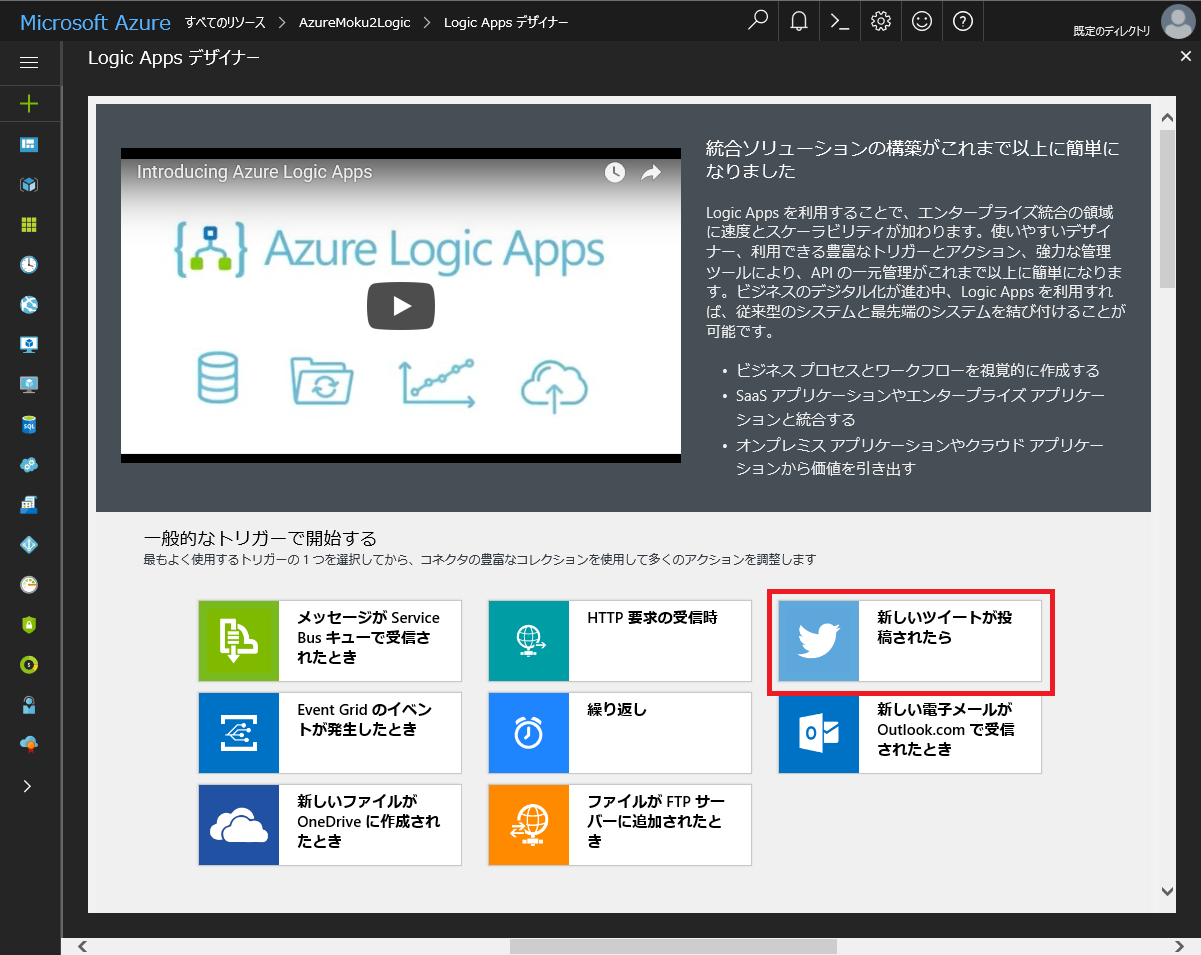 Microsoft Azure すべてのリソース > AzureMoku2Logic > Logic Apps デザイナー
既定のディレクトリ
Logic Apps デザイナー
Introducing Azure Logic Apps
Azure Logic Apps
統合ソリューションの構築がこれまで以上に簡単に
なりました
Logic Apps を利用することで、エンタープライズ統合の領域
に速度とスケーラビリティが加わります。使いやすいデザイ
ナー、利用できる豊富なトリガーとアクション、強力な管理
ツールにより、API の一元管理がこれまで以上に簡単になりま
す。ビジネスのデジタル化が進む中、Logic Apps を利用すれ
ば、従来型のシステムと最先端のシステムを結び付けることが
可能です。
• ビジネス プロセスとワークフローを視覚的に作成する
• SaaS アプリケーションやエンタープライズ アプリケー
ションと統合する
• オンプレミス アプリケーションやクラウド アプリケー
ションから価値を引き出す
一般的なトリガーで開始する
最もよく使用するトリガーの 1 つを選択してから、コネクタの豊富なコレクションを使用して多くのアクションを調整します
メッセージが Service
Bus キューで受信さ
れたとき
HTTP 要求の受信時
新しいツイートが投
稿されたら
Event Grid のイベン
トが発生したとき
繰り返し
新しい電子メールが
Outlook.com で受信
されたとき
新しいファイルが
OneDrive に作成され
たとき
ファイルが FTP サー
バーに追加されたと
き
SQL